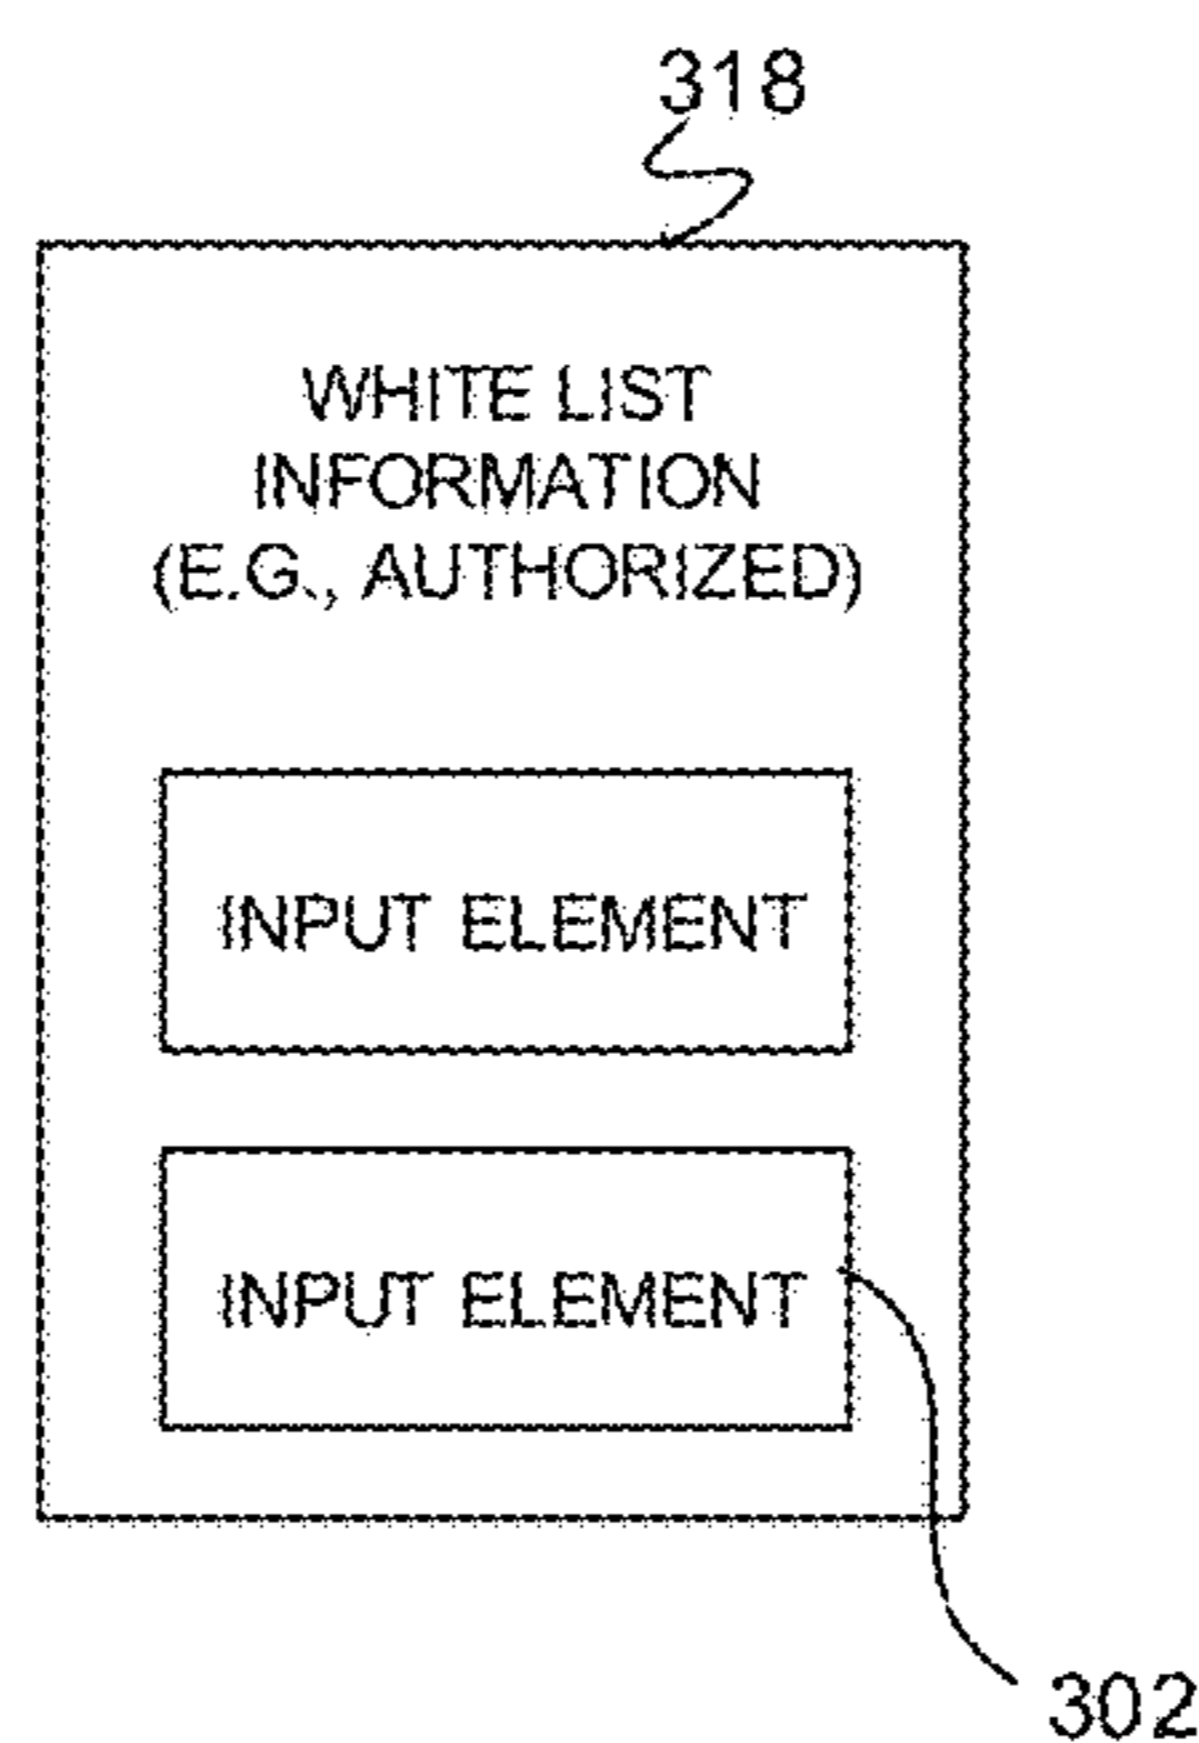 318
WHITE LIST
INFORMATION
(E.G., AUTHORIZED)
INPUT ELEMENT
INPUT ELEMENT
302